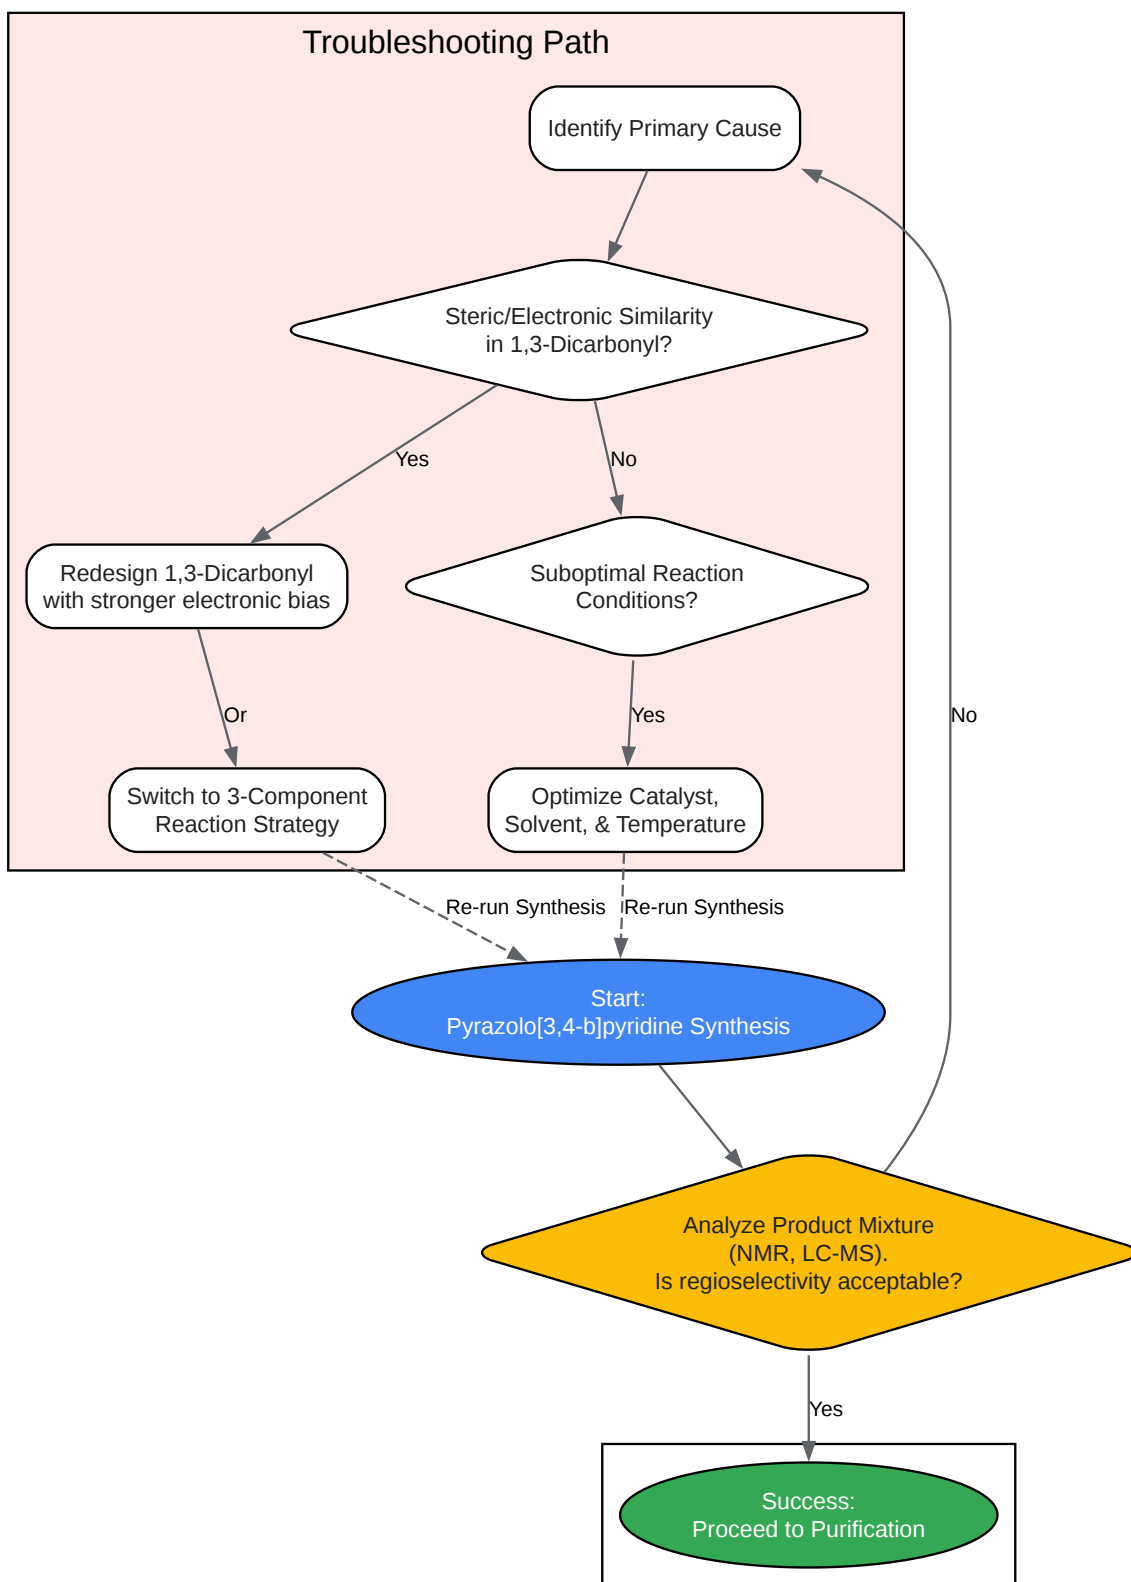 Troubleshooting Path
Identify Primary Cause
Steric/Electronic Similarity
in 1,3-Dicarbonyl?
Yes
No
Redesign 1,3-Dicarbonyl
with stronger electronic bias
Suboptimal Reaction
Conditions?
Or
Yes
No
Switch to 3-Component
Reaction Strategy
Optimize Catalyst,
Solvent, & Temperature
Re-run Synthesis
Re-run Synthesis
Start:
Pyrazolo[3,4-b]pyridine Synthesis
Analyze Product Mixture
(NMR, LC-MS).
Is regioselectivity acceptable?
Yes
Success:
Proceed to Purification